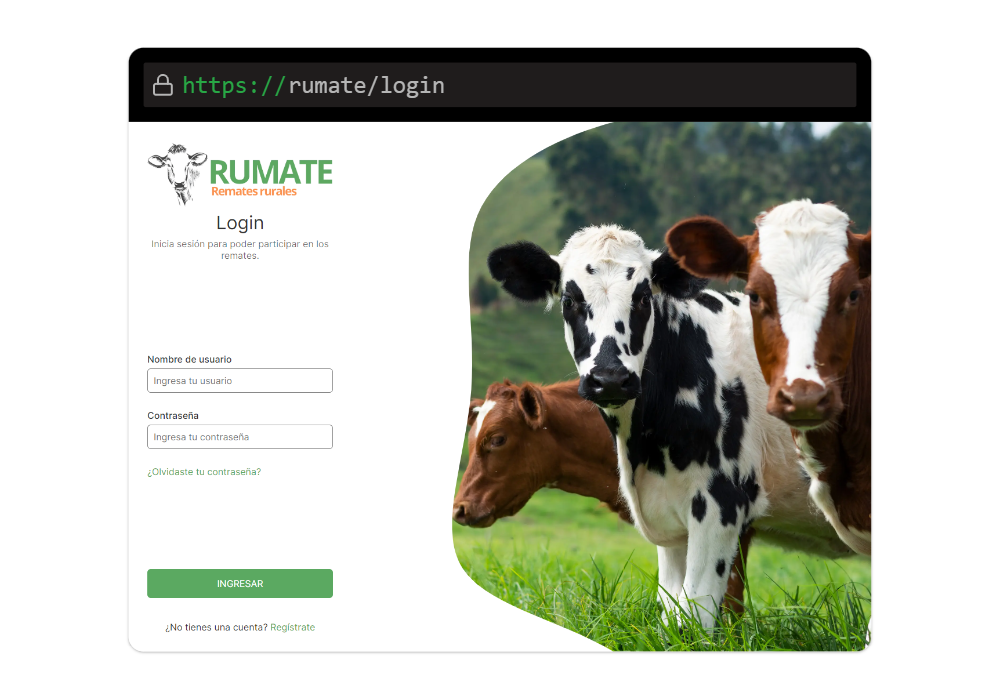 https://rumate/login
RUMATE
Remates rurales
Login
Inicia sesión para poder participar en los
remates.
Nombre de usuario
Ingresa tu usuario
Contraseña
Ingresa tu contraseña
¿Olvidaste tu contraseña?
INGRESAR
¿No tienes una cuenta? Regístrate